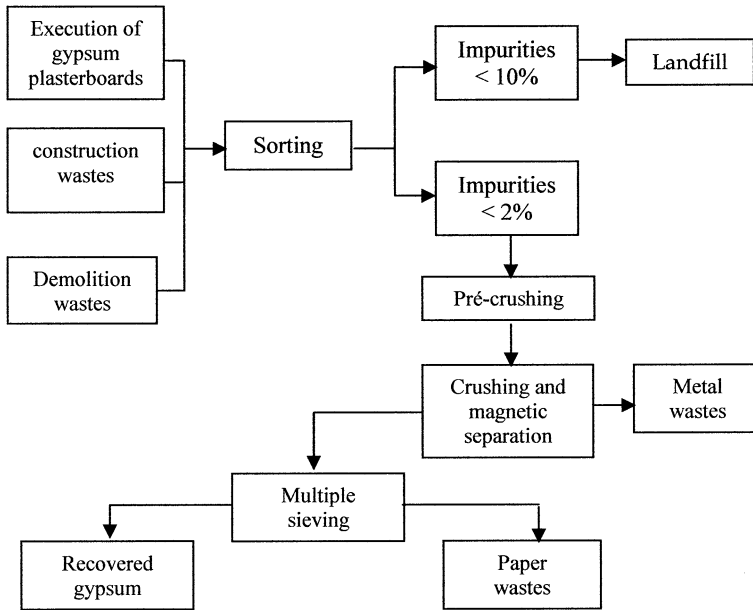 Execution of
gypsum
plasterboards
Impurities
< 10%
Landfill
construction
wastes
Sorting
Impurities
< 2%
Demolition
wastes
Pré-crushing
Crushing and
magnetic
separation
Metal
wastes
Multiple
sieving
Recovered
gypsum
Paper
wastes